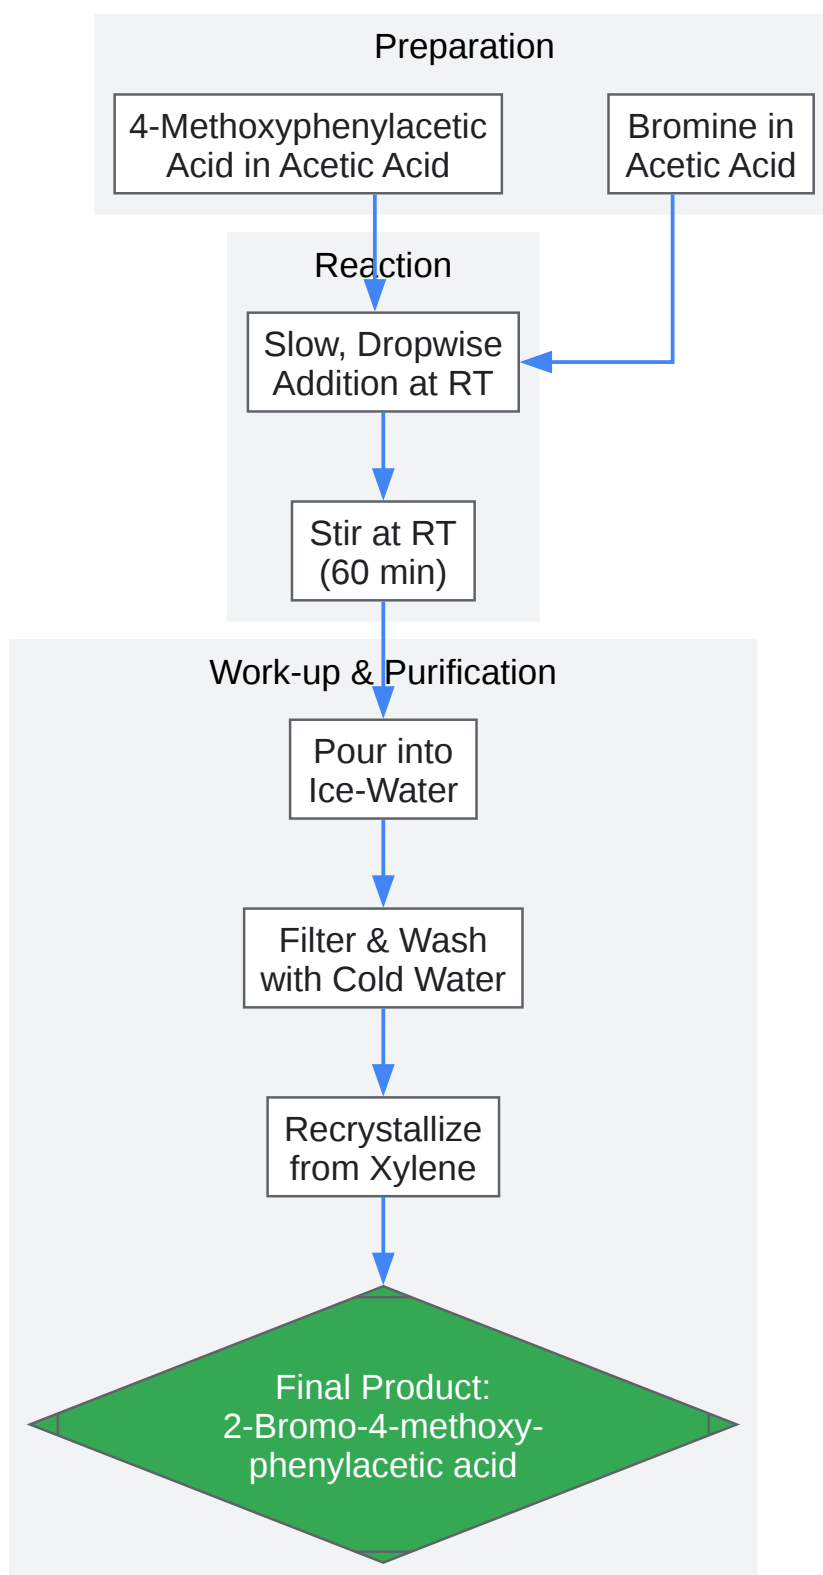 Preparation
4-Methoxyphenylacetic
Acid in Acetic Acid
Bromine in
Acetic Acid
Reaction
Slow, Dropwise
Addition at RT
Stir at RT
(60 min)
Work-up & Purification
Pour into
Ice-Water
Filter & Wash
with Cold Water
Recrystallize
from Xylene
Final Product:
2-Bromo-4-methoxy-
phenylacetic acid